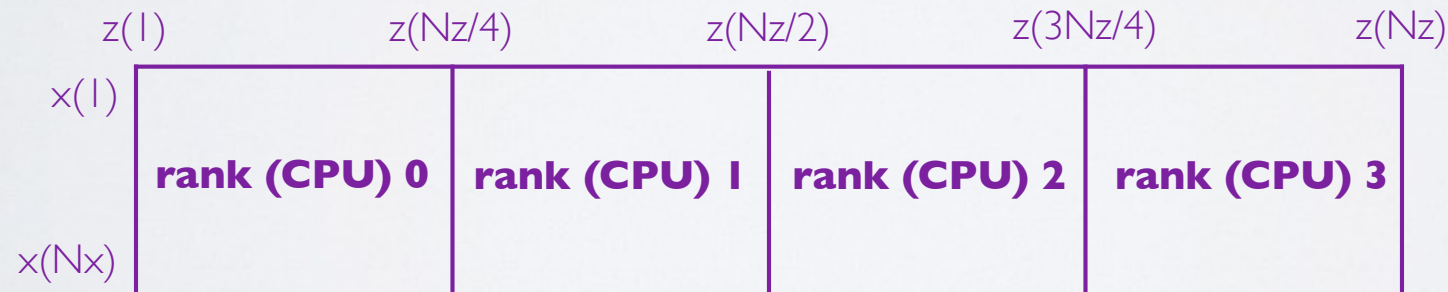 z(1) z(Nz/4) z(Nz/2) z(3Nz/4) z(Nz)
x(1)
rank (CPU) 0 rank (CPU) 1 rank (CPU) 2 rank (CPU) 3
x(Nx)